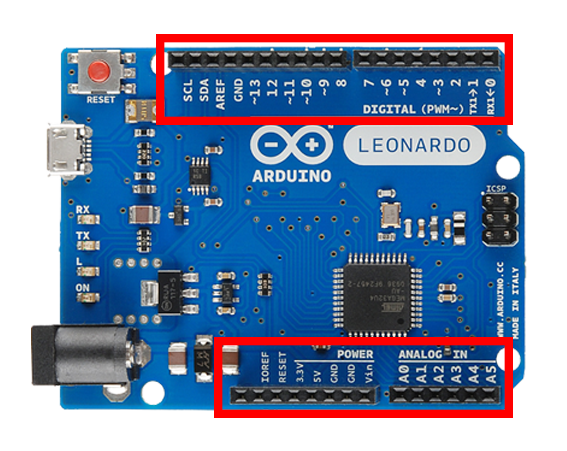 SCL
SDA
AREF
GND
~13
12
~11
~10
~9
8
7
~6
~5
4
~3
2
TX1→1
RX1←0
DIGITAL (PWM~)
RESET
LEONARDO
ARDUINO
ICSP
RX
TX
L
ON
WWW.ARDUINO.CC
MADE IN ITALY
POWER
ANALOG IN
IOREF
RESET
3.3V
5V
GND
GND
Vin
A0
A1
A2
A3
A4
A5